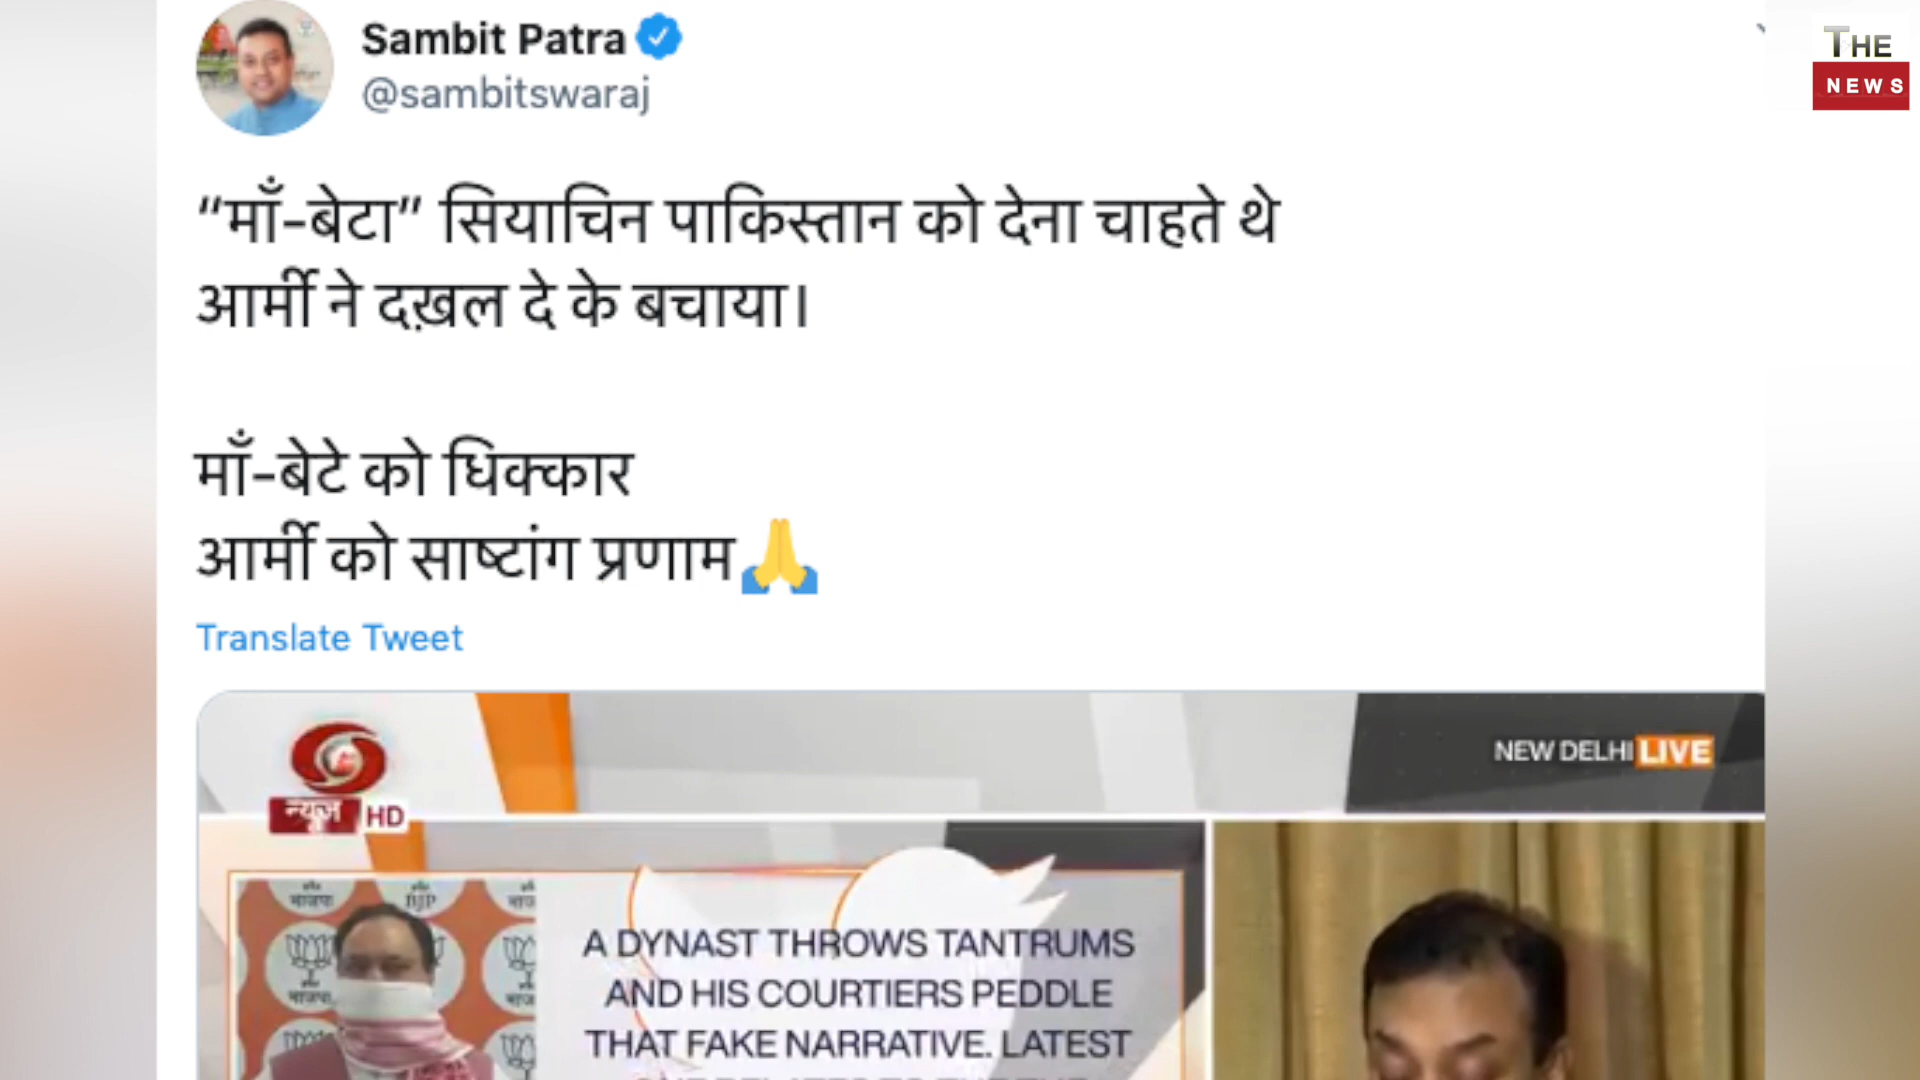 Sambit Patra
@sambitswaraj
THE
NEWS
“माँ-बेटा” सियाचिन पाकिस्तान को देना चाहते थे
आर्मी ने दख़ल दे के बचाया।
माँ-बेटे को धिक्कार
आर्मी को साष्टांग प्रणाम🙏
Translate Tweet
न्यूज़ HD
NEW DELHI LIVE
भाजपा
BJP
भाजपा
A DYNAST THROWS TANTRUMS
AND HIS COURTIERS PEDDLE
THAT FAKE NARRATIVE. LATEST